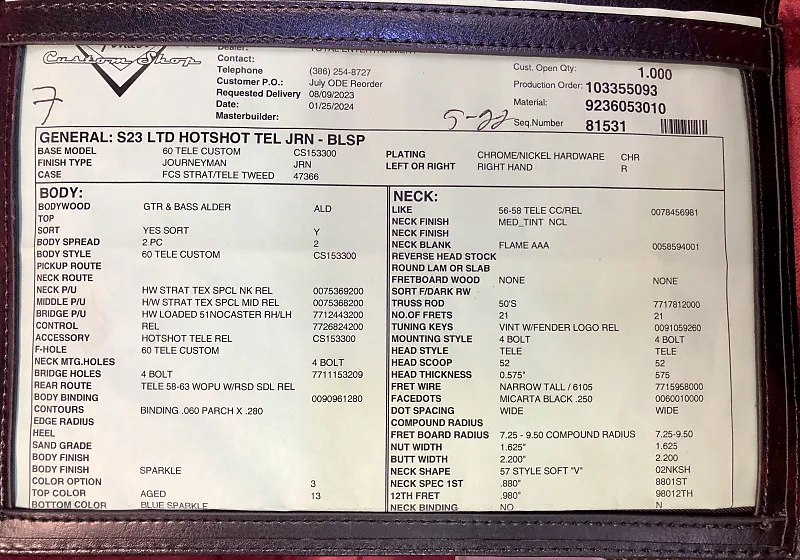 Custom Shop
7
Dealer: TOTAL ENTERTAINMENT
Contact:
Telephone (386) 254-8727
Customer P.O.: July ODE Reorder
Requested Delivery 08/09/2023
Date: 01/25/2024
Masterbuilder:
5-22
Cust. Open Qty: 1.000
Production Order: 103355093
Material: 9236053010
Seq.Number 81531
GENERAL: S23 LTD HOTSHOT TEL JRN - BLSP
BASE MODEL 60 TELE CUSTOM CS153300
FINISH TYPE JOURNEYMAN JRN
CASE FCS STRAT/TELE TWEED 47366
PLATING CHROME/NICKEL HARDWARE CHR
LEFT OR RIGHT RIGHT HAND R
BODY:
BODYWOOD GTR & BASS ALDER ALD
TOP
SORT YES SORT Y
BODY SPREAD 2 PC 2
BODY STYLE 60 TELE CUSTOM CS153300
PICKUP ROUTE
NECK ROUTE
NECK P/U HW STRAT TEX SPCL NK REL 0075369200
MIDDLE P/U H/W STRAT TEX SPCL MID REL 0075368200
BRIDGE P/U HW LOADED 51NOCASTER RH/LH 7712443200
CONTROL REL 7726824200
ACCESSORY HOTSHOT TELE REL CS153300
F-HOLE 60 TELE CUSTOM
NECK MTG.HOLES 4 BOLT
BRIDGE HOLES 4 BOLT 7711153209
REAR ROUTE TELE 58-63 WOPU W/RSD SDL REL
BODY BINDING 0090961280
CONTOURS BINDING .060 PARCH X .280
EDGE RADIUS
HEEL
SAND GRADE
BODY FINISH
BODY FINISH SPARKLE
COLOR OPTION 3
TOP COLOR AGED 13
BOTTOM COLOR BLUE SPARKLE
NECK:
LIKE 56-58 TELE CC/REL 0078456981
NECK FINISH MED_TINT NCL
NECK FINISH
NECK BLANK FLAME AAA 0058594001
REVERSE HEAD STOCK
ROUND LAM OR SLAB
FRETBOARD WOOD NONE NONE
SORT F/DARK RW
TRUSS ROD 50'S 7717812000
NO.OF FRETS 21 21
TUNING KEYS VINT W/FENDER LOGO REL 0091059260
MOUNTING STYLE 4 BOLT 4 BOLT
HEAD STYLE TELE TELE
HEAD SCOOP 52 52
HEAD THICKNESS 0.575" 575
FRET WIRE NARROW TALL / 6105 7715958000
FACEDOTS MICARTA BLACK .250 0060010000
DOT SPACING WIDE WIDE
COMPOUND RADIUS
FRET BOARD RADIUS 7.25 - 9.50 COMPOUND RADIUS 7.25-9.50
NUT WIDTH 1.625" 1.625
BUTT WIDTH 2.200" 2.200
NECK SHAPE 57 STYLE SOFT "V" 02NKSH
NECK SPEC 1ST .880" 8801ST
12TH FRET .980" 98012TH
NECK BINDING NO N